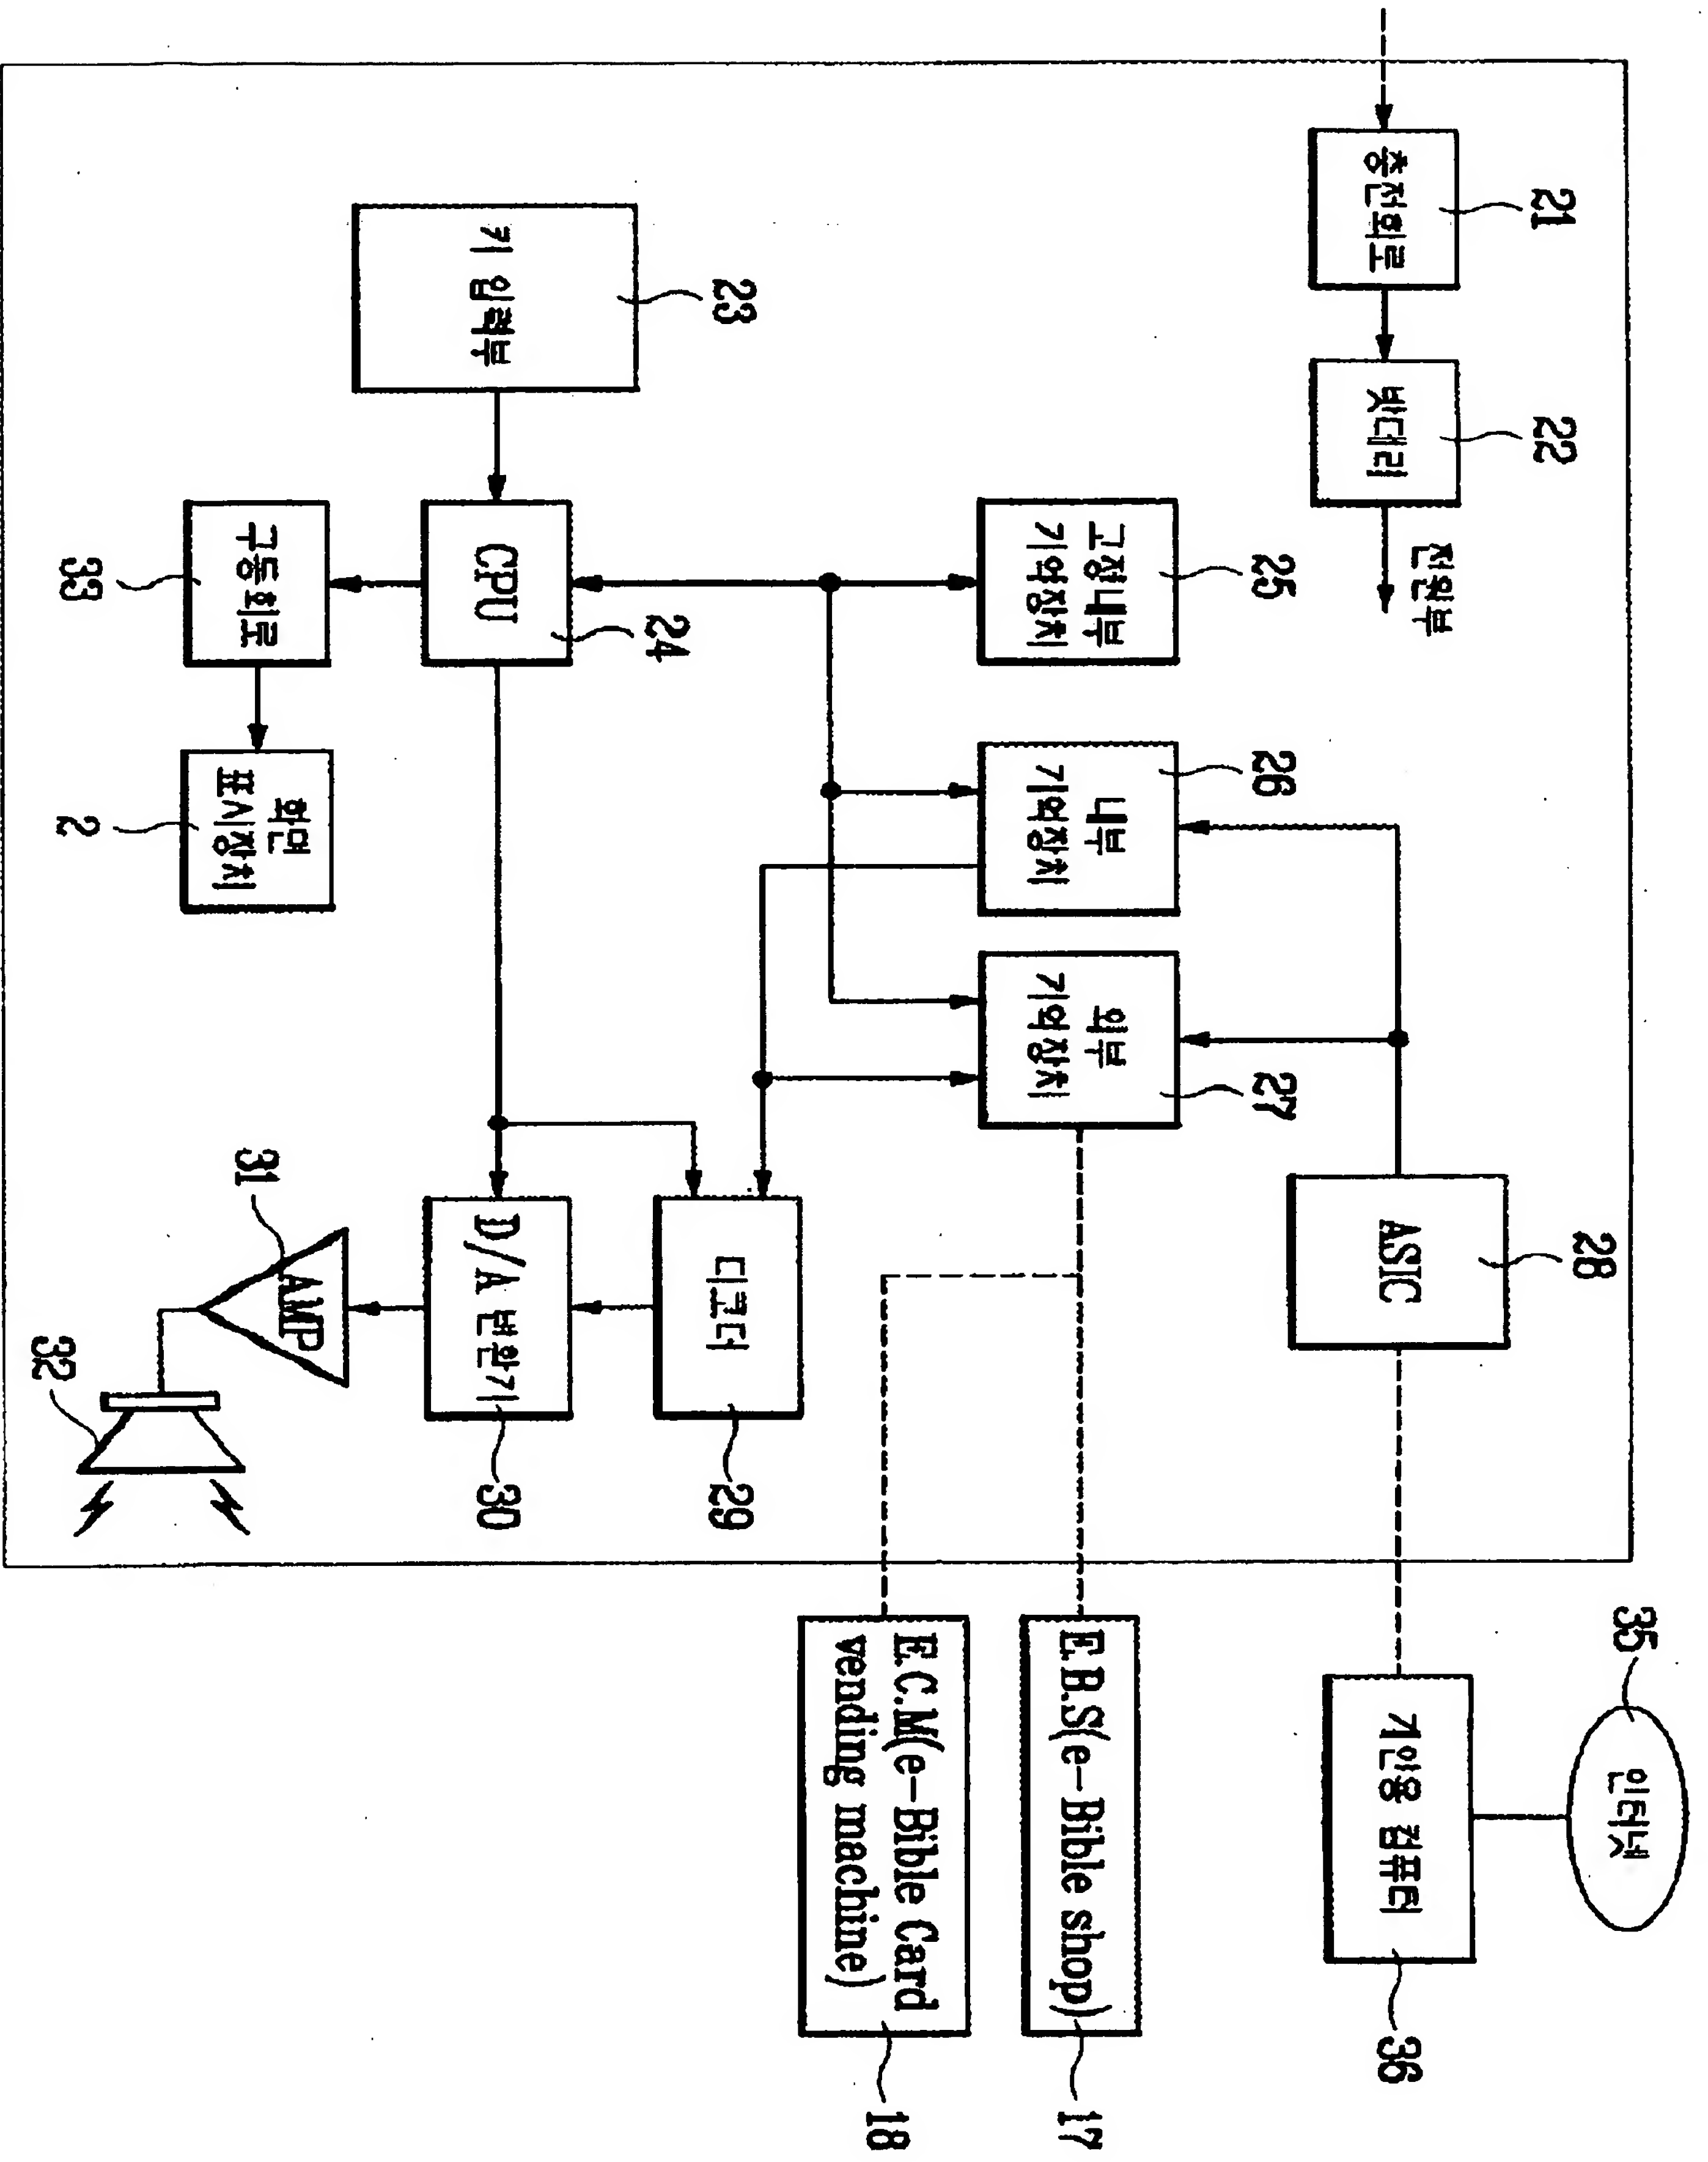 35
인터넷
21
22
28
충전회로
밧데리
전원부
ASIC
개인용 컴퓨터
36
25
26
27
고정내부
기억장치
내부
기억장치
외부
기억장치
E.B.S(e-Bible shop)
17
E.C.M(e-Bible Card
vending machine)
18
23
키 입력부
24
CPU
디코더
29
D/A 변환기
30
31
AMP
32
구동회로
33
화면
표시장치
2